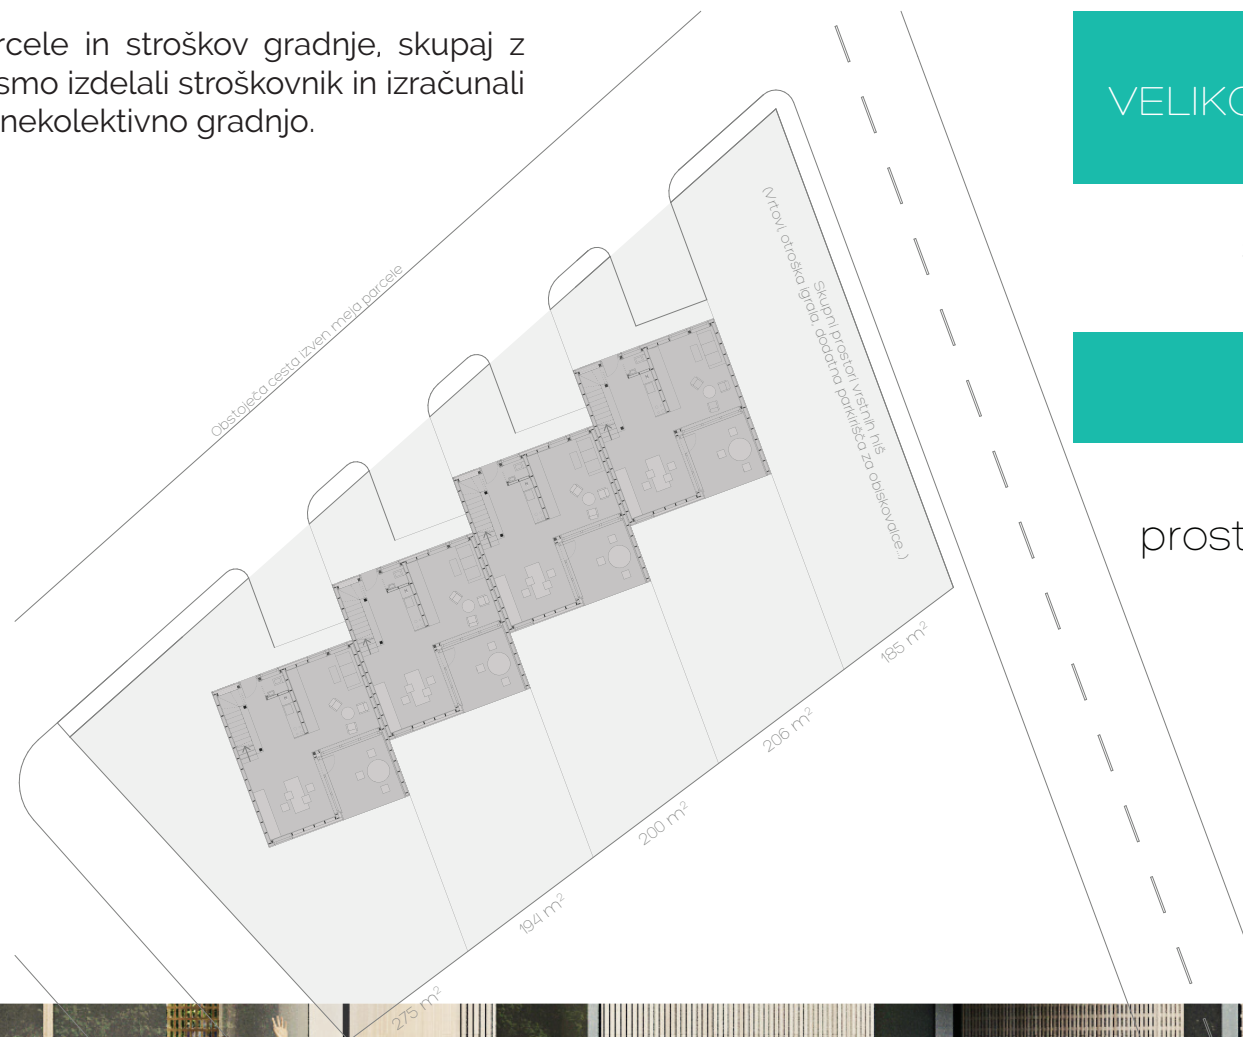 rcele in stroškov gradnje, skupaj z
smo izdelali stroškovnik in izračunali
nekolektivno gradnjo.
VELIKO
Obstoječa cesta izven meja parcele
Skupni prostori vrstnih hiš
(Vrtovi, otroška igrala, dodatna parkirišča za obiskovalce...)
prost
185 m²
206 m²
200 m²
194 m²
275 m²